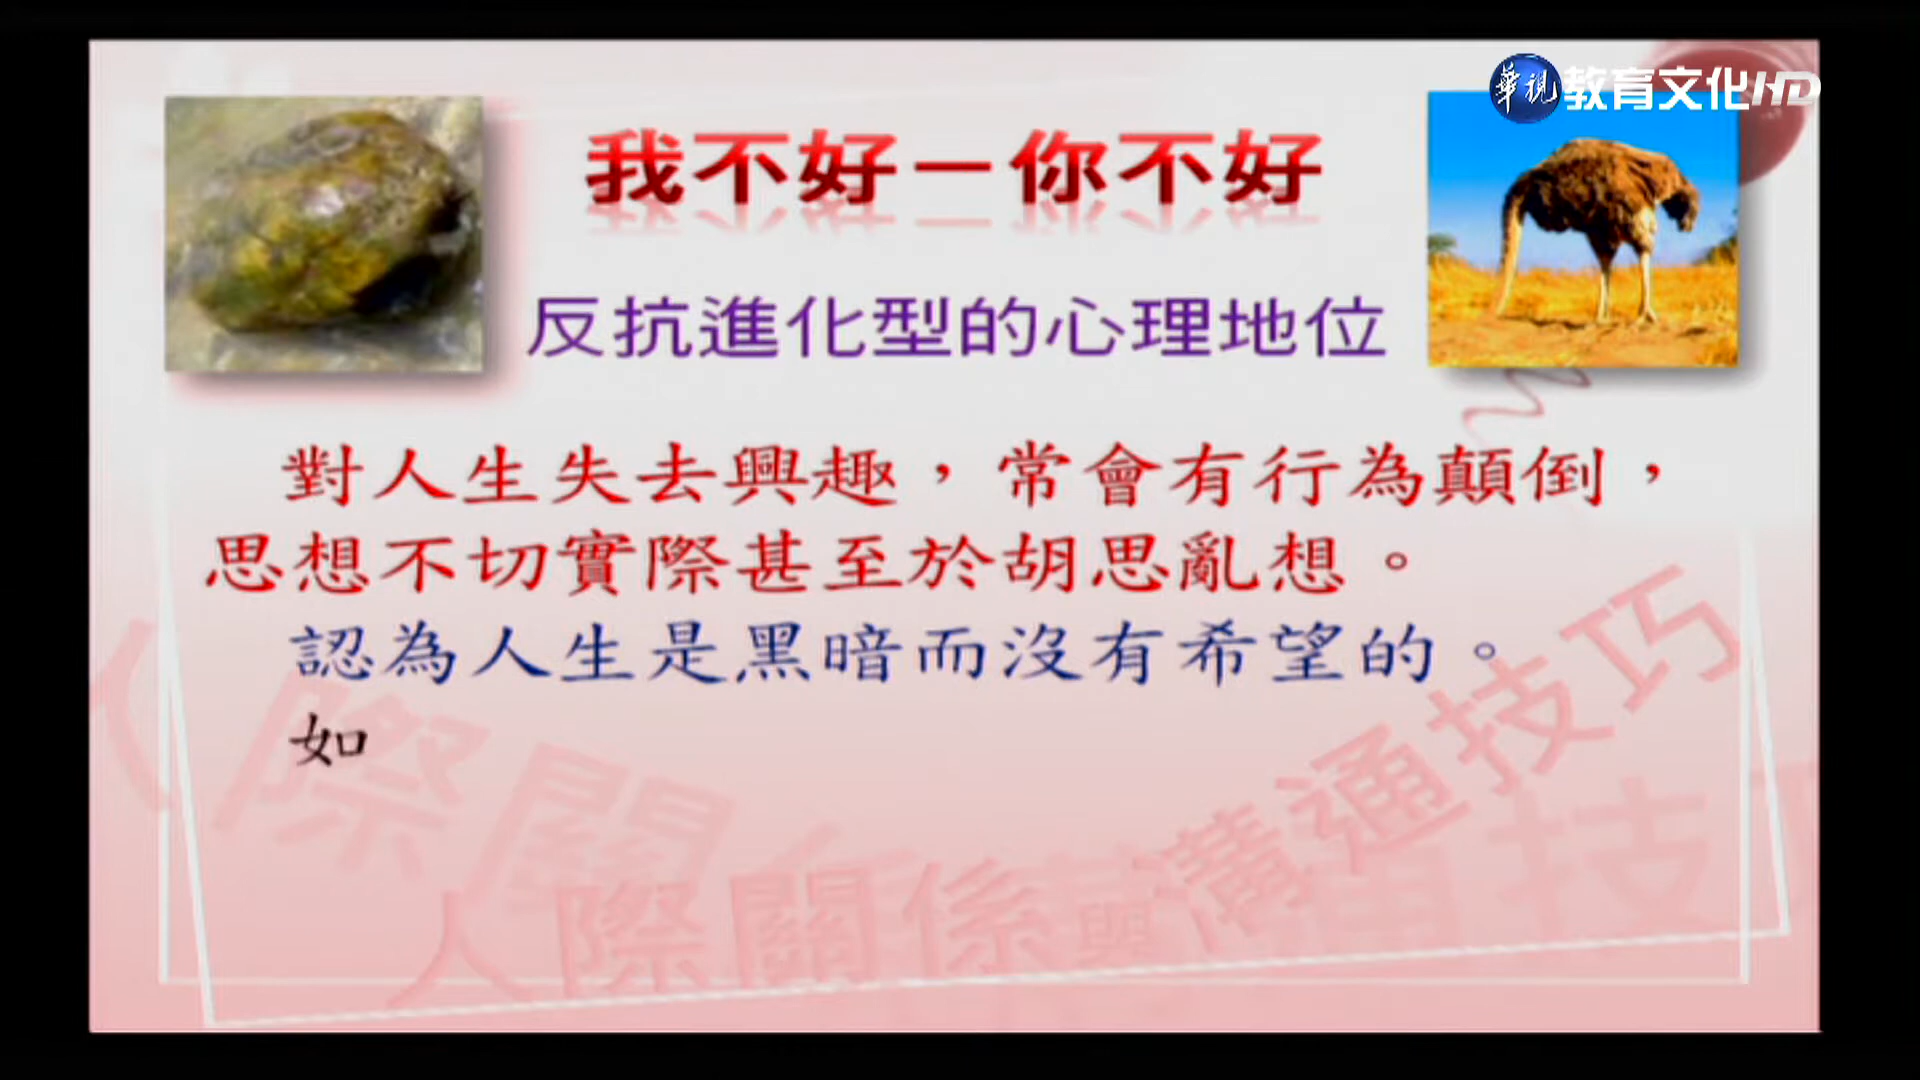 華視 教育文化HD
我不好－你不好
反抗進化型的心理地位
對人生失去興趣，常會有行為顛倒，
思想不切實際甚至於胡思亂想。
認為人生是黑暗而沒有希望的。
如
人際關係與溝通技巧